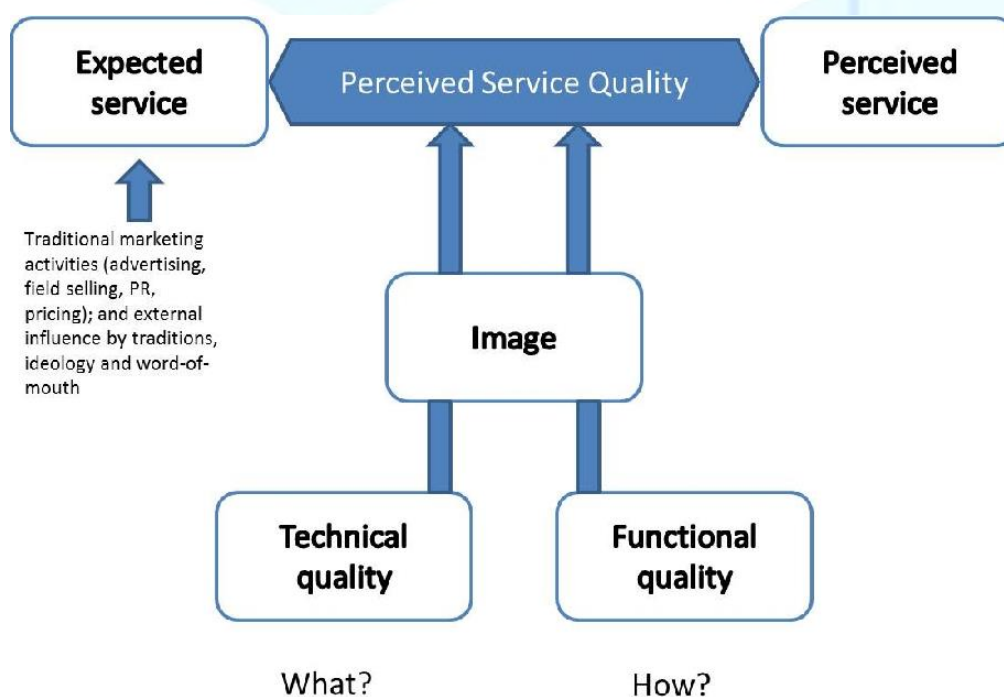 Expected
service
Perceived Service Quality
Perceived
service
Traditional marketing
activities (advertising,
field selling, PR,
pricing); and external
influence by traditions,
ideology and word-of-
mouth
Image
Technical
quality
Functional
quality
What?
How?